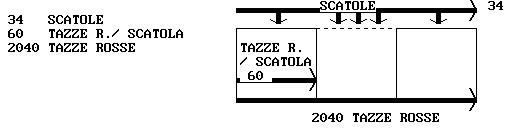 34 SCATOLE
60 TAZZE R./ SCATOLA
2040 TAZZE ROSSE
SCATOLE 34
TAZZE R.
/ SCATOLA
60
2040 TAZZE ROSSE